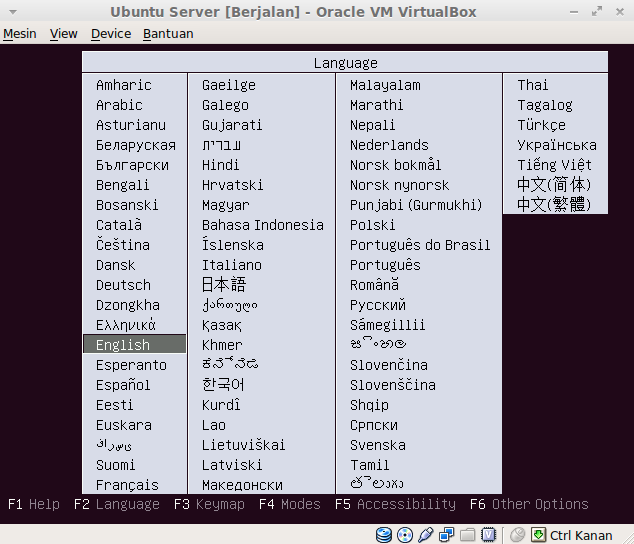 Ubuntu Server [Berjalan] - Oracle VM VirtualBox
Mesin View Device Bantuan
Language
Amharic
Arabic
Asturianu
Беларуская
Български
Bengali
Bosanski
Català
Čeština
Dansk
Deutsch
Dzongkha
Ελληνικά
English
Esperanto
Español
Eesti
Euskara
Suomi
Français
Gaeilge
Galego
Gujarati
עברית
Hindi
Hrvatski
Magyar
Bahasa Indonesia
Íslenska
Italiano
日本語
ქართული
Қазақ
Khmer
한국어
Kurdî
Lao
Lietuviškai
Latviski
Македонски
Malayalam
Marathi
Nepali
Nederlands
Norsk bokmål
Norsk nynorsk
Punjabi (Gurmukhi)
Polski
Português do Brasil
Português
Română
Русский
Sámegillii
Slovenčina
Slovenščina
Shqip
Српски
Svenska
Tamil
Thai
Tagalog
Türkçe
Українська
Tiếng Việt
中文(简体)
中文(繁體)
F1 Help F2 Language F3 Keymap F4 Modes F5 Accessibility F6 Other Options
Ctrl Kanan